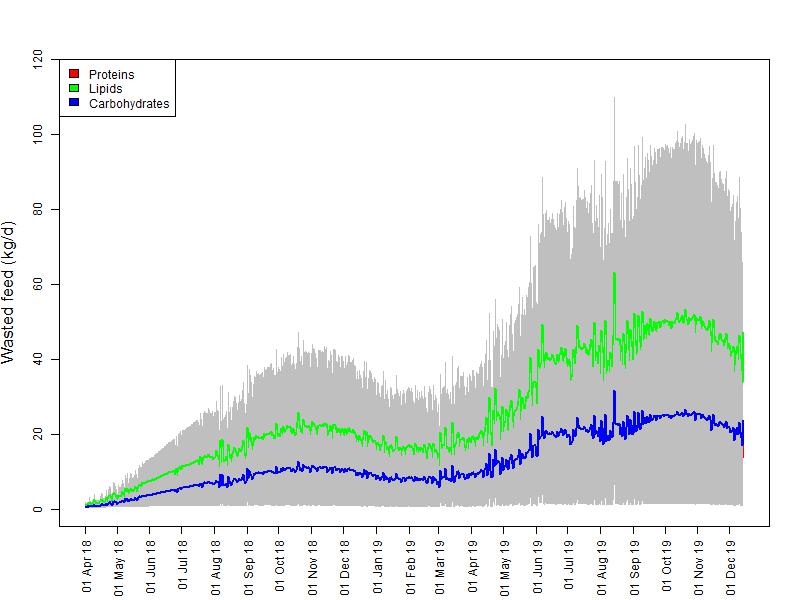 Proteins
Lipids
Carbohydrates
Wasted feed (kg/d)
120
100
80
60
40
20
0
01 Apr 18
01 May 18
01 Jun 18
01 Jul 18
01 Aug 18
01 Sep 18
01 Oct 18
01 Nov 18
01 Dec 18
01 Jan 19
01 Feb 19
01 Mar 19
01 Apr 19
01 May 19
01 Jun 19
01 Jul 19
01 Aug 19
01 Sep 19
01 Oct 19
01 Nov 19
01 Dec 19